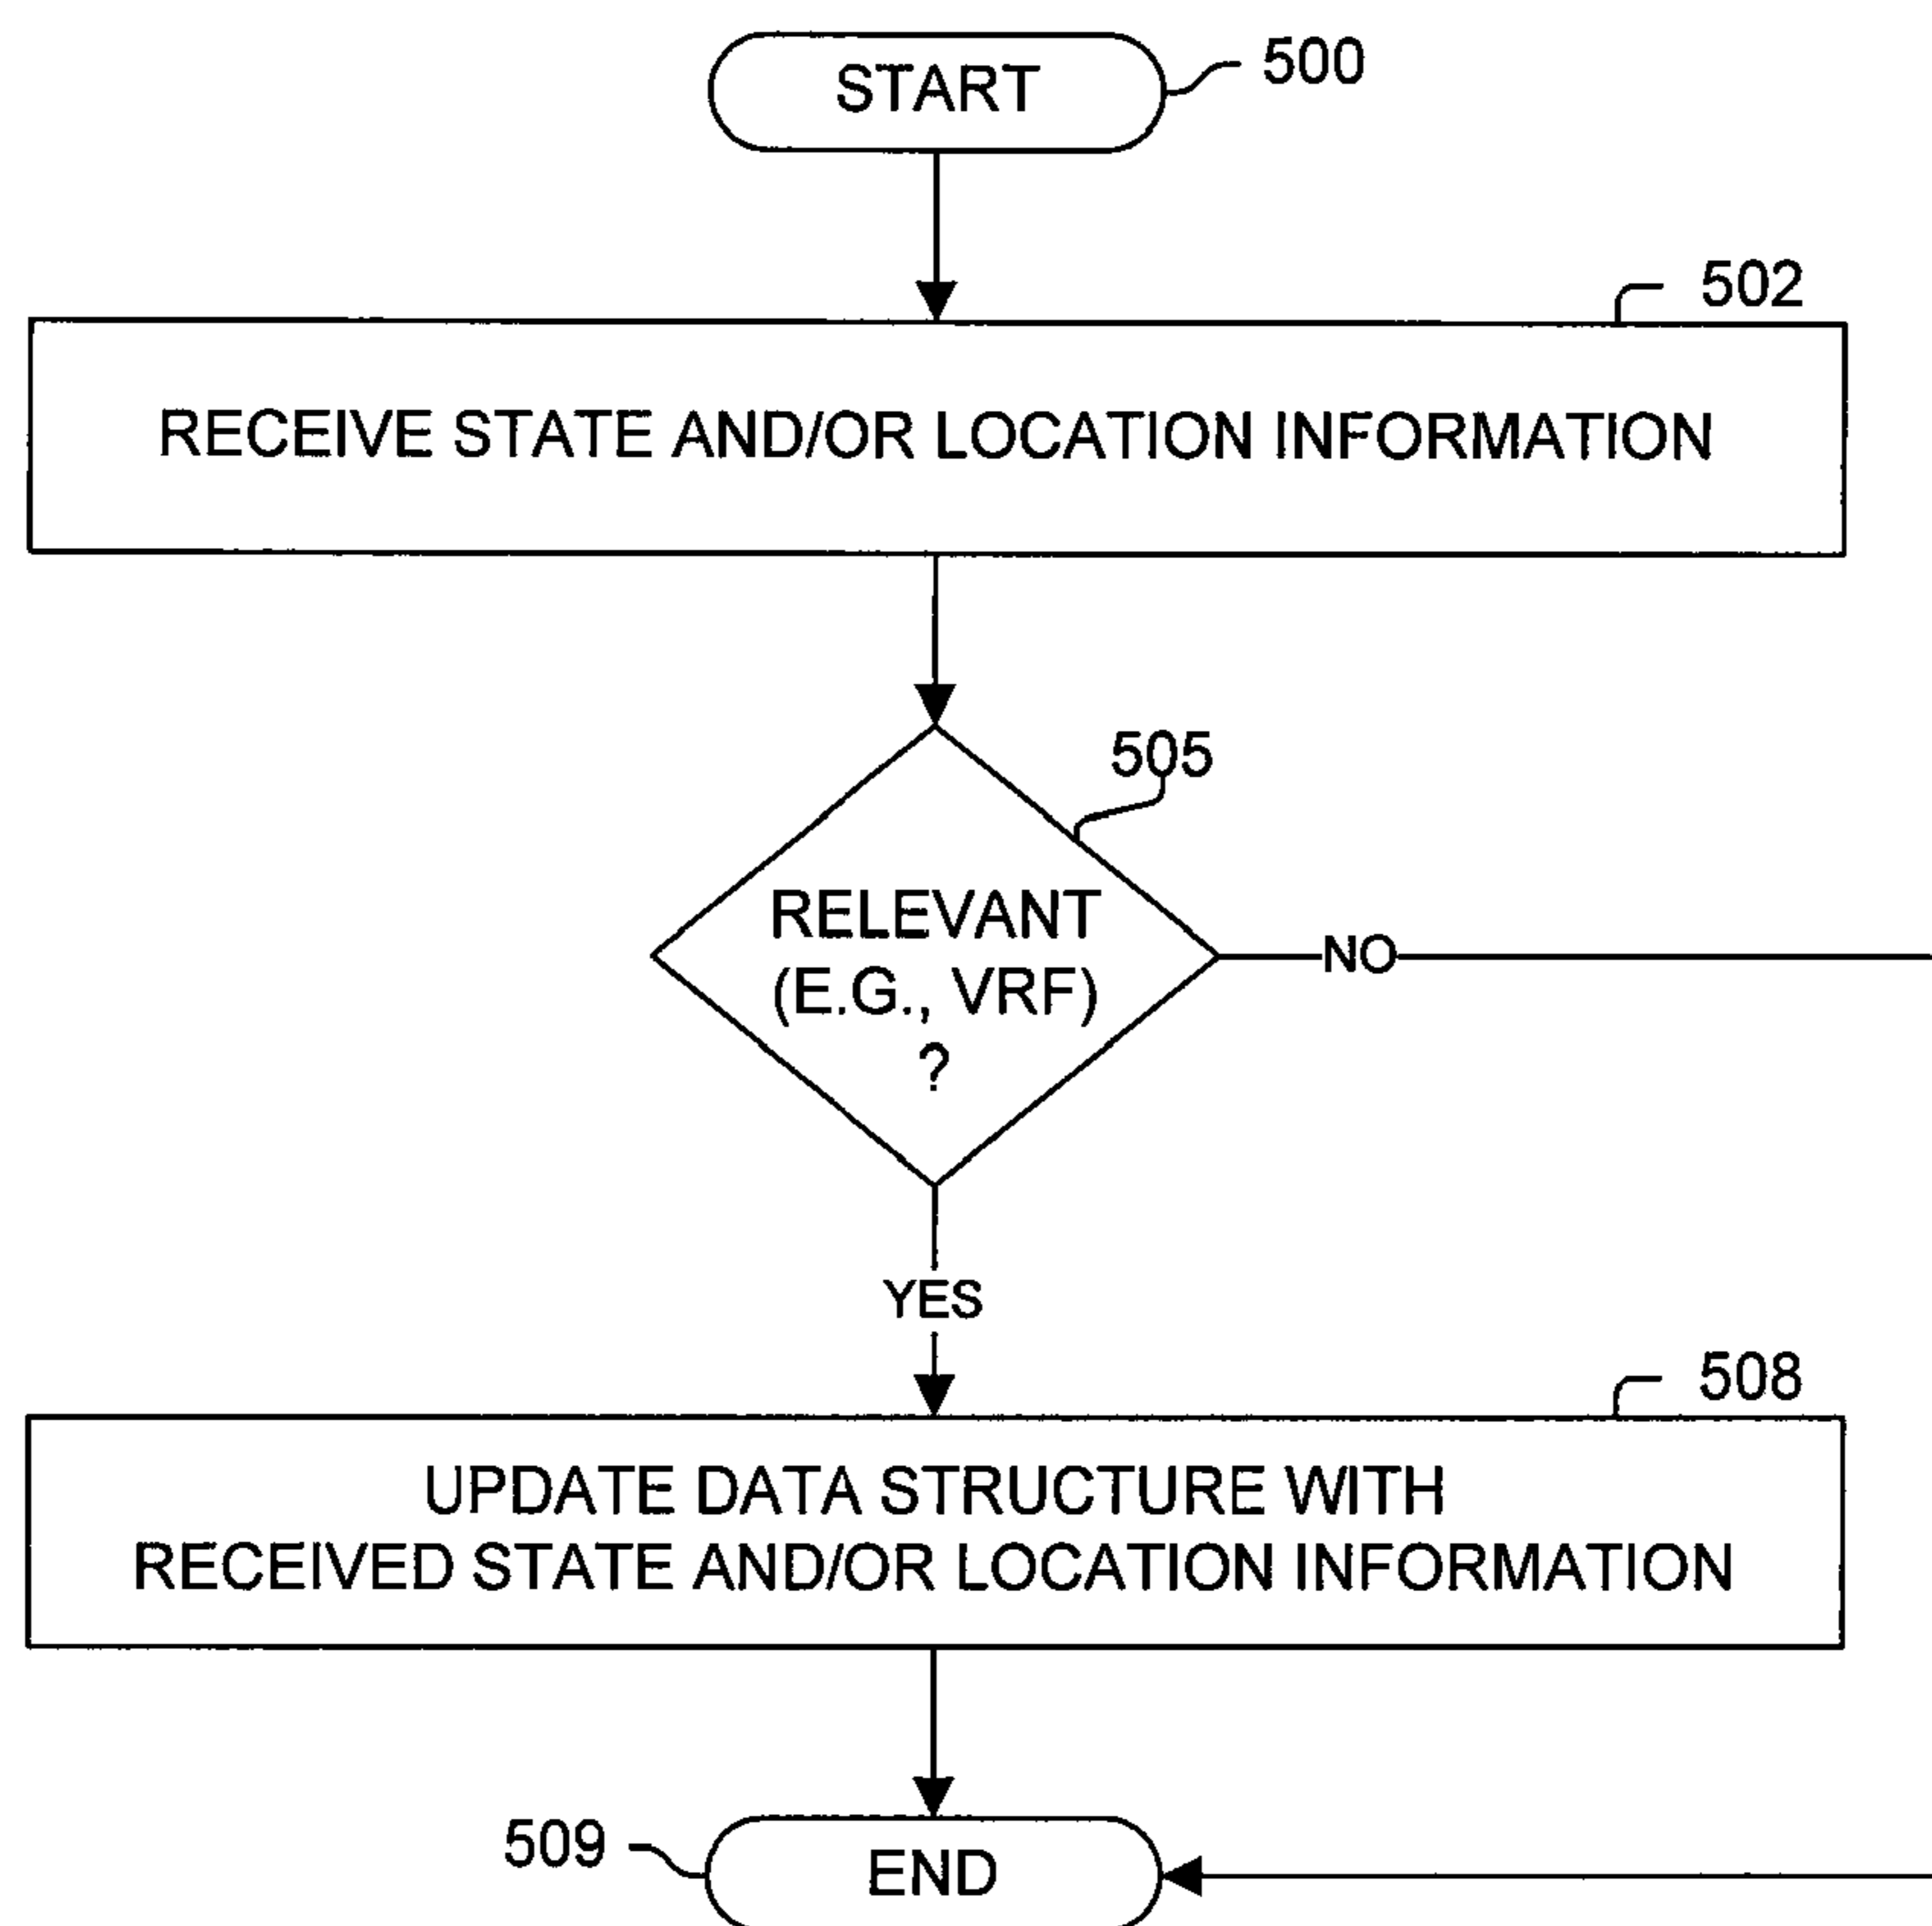 START
500
502
RECEIVE STATE AND/OR LOCATION INFORMATION
505
RELEVANT
(E.G., VRF)
?
NO
YES
508
UPDATE DATA STRUCTURE WITH
RECEIVED STATE AND/OR LOCATION INFORMATION
509
END